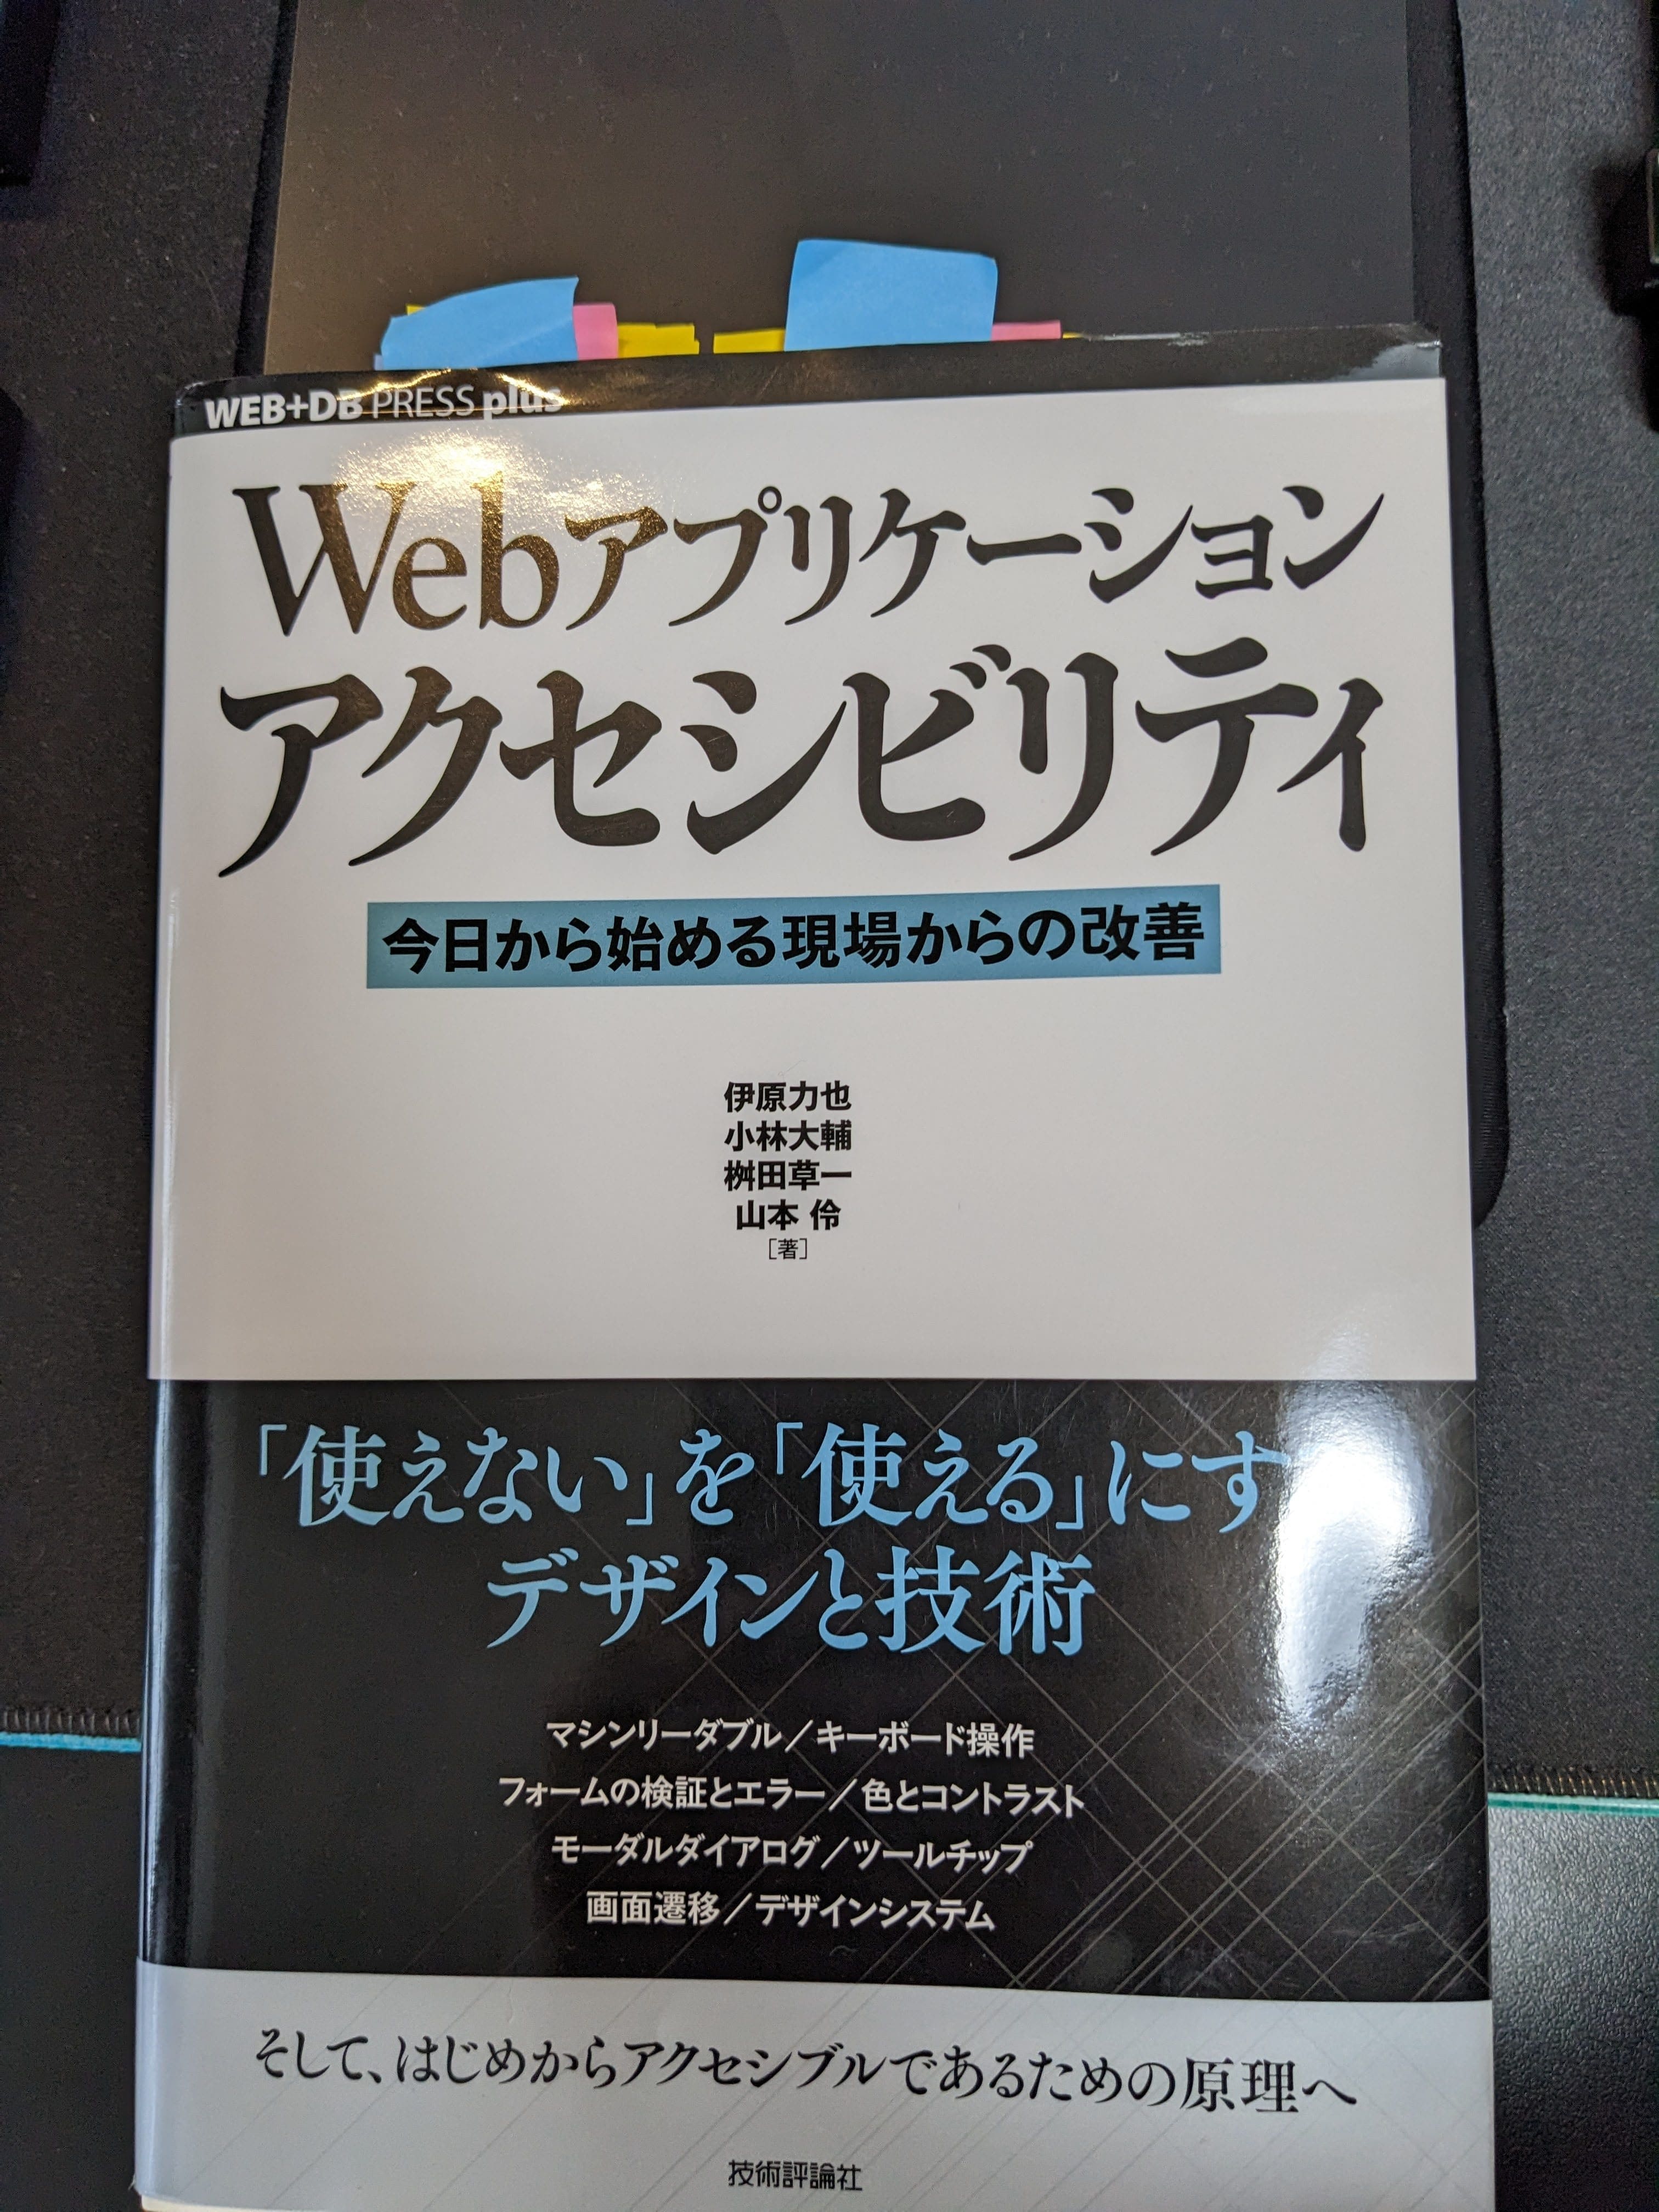 WEB+DB PRESS plus
Webアプリケーション
アクセシビリティ
今日から始める現場からの改善
伊原力也
小林大輔
桝田草一
山本 伶
［著］
「使えない」を「使える」にす
デザインと技術
マシンリーダブル／キーボード操作
フォームの検証とエラー／色とコントラスト
モーダルダイアログ／ツールチップ
画面遷移／デザインシステム
そして、はじめからアクセシブルであるための原理へ
技術評論社